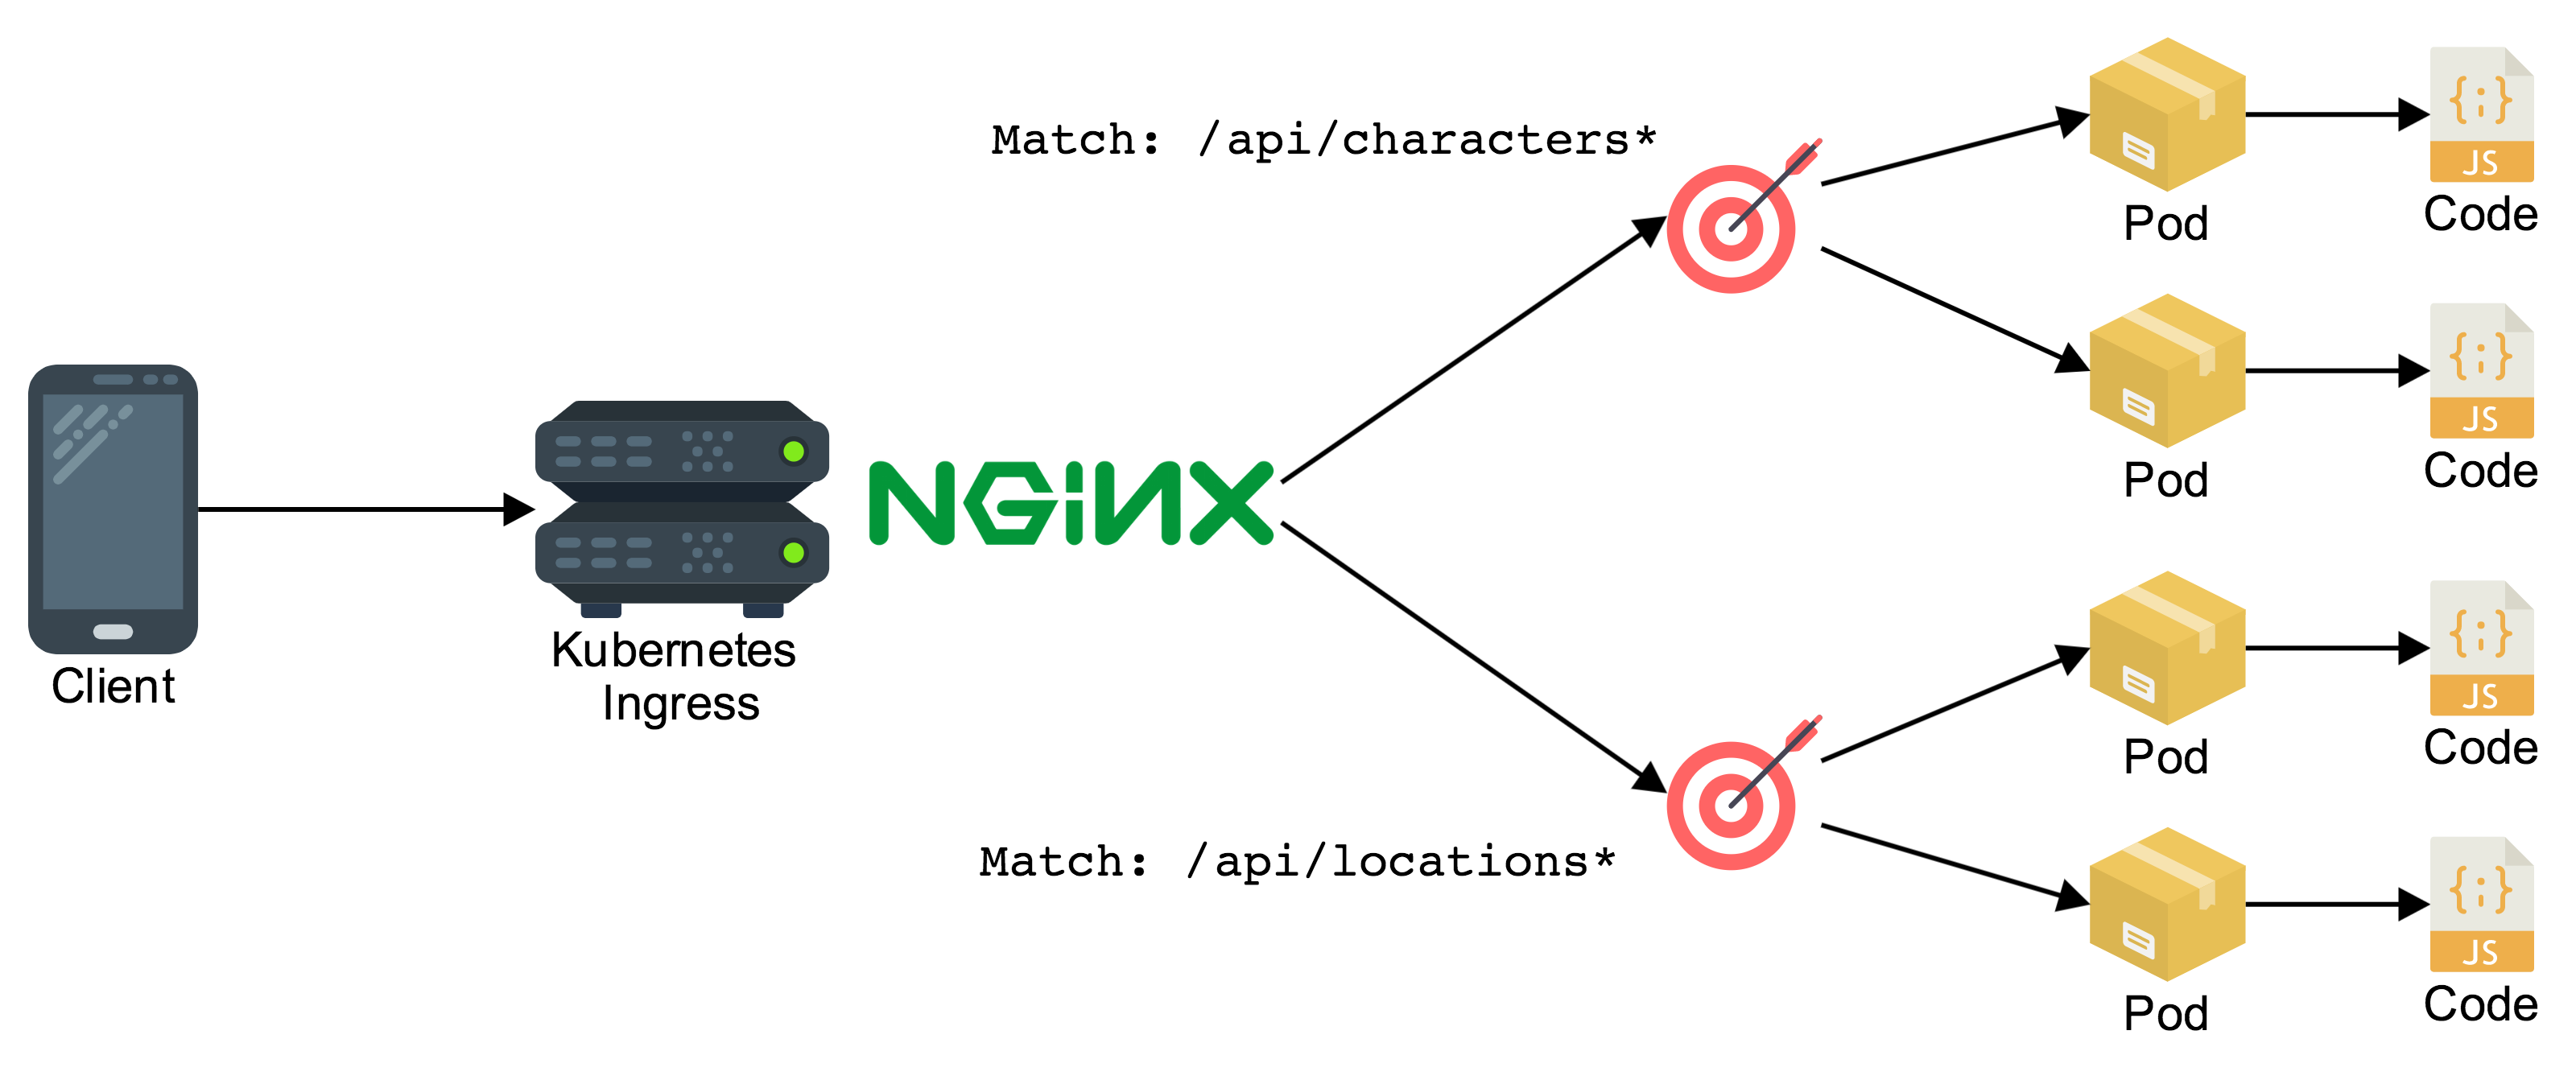 Match: /api/characters*
{;}
JS
Pod
Code
{;}
JS
Pod
Code
Client
Kubernetes
Ingress
NGINX
{;}
JS
Pod
Code
Match: /api/locations*
{;}
JS
Pod
Code